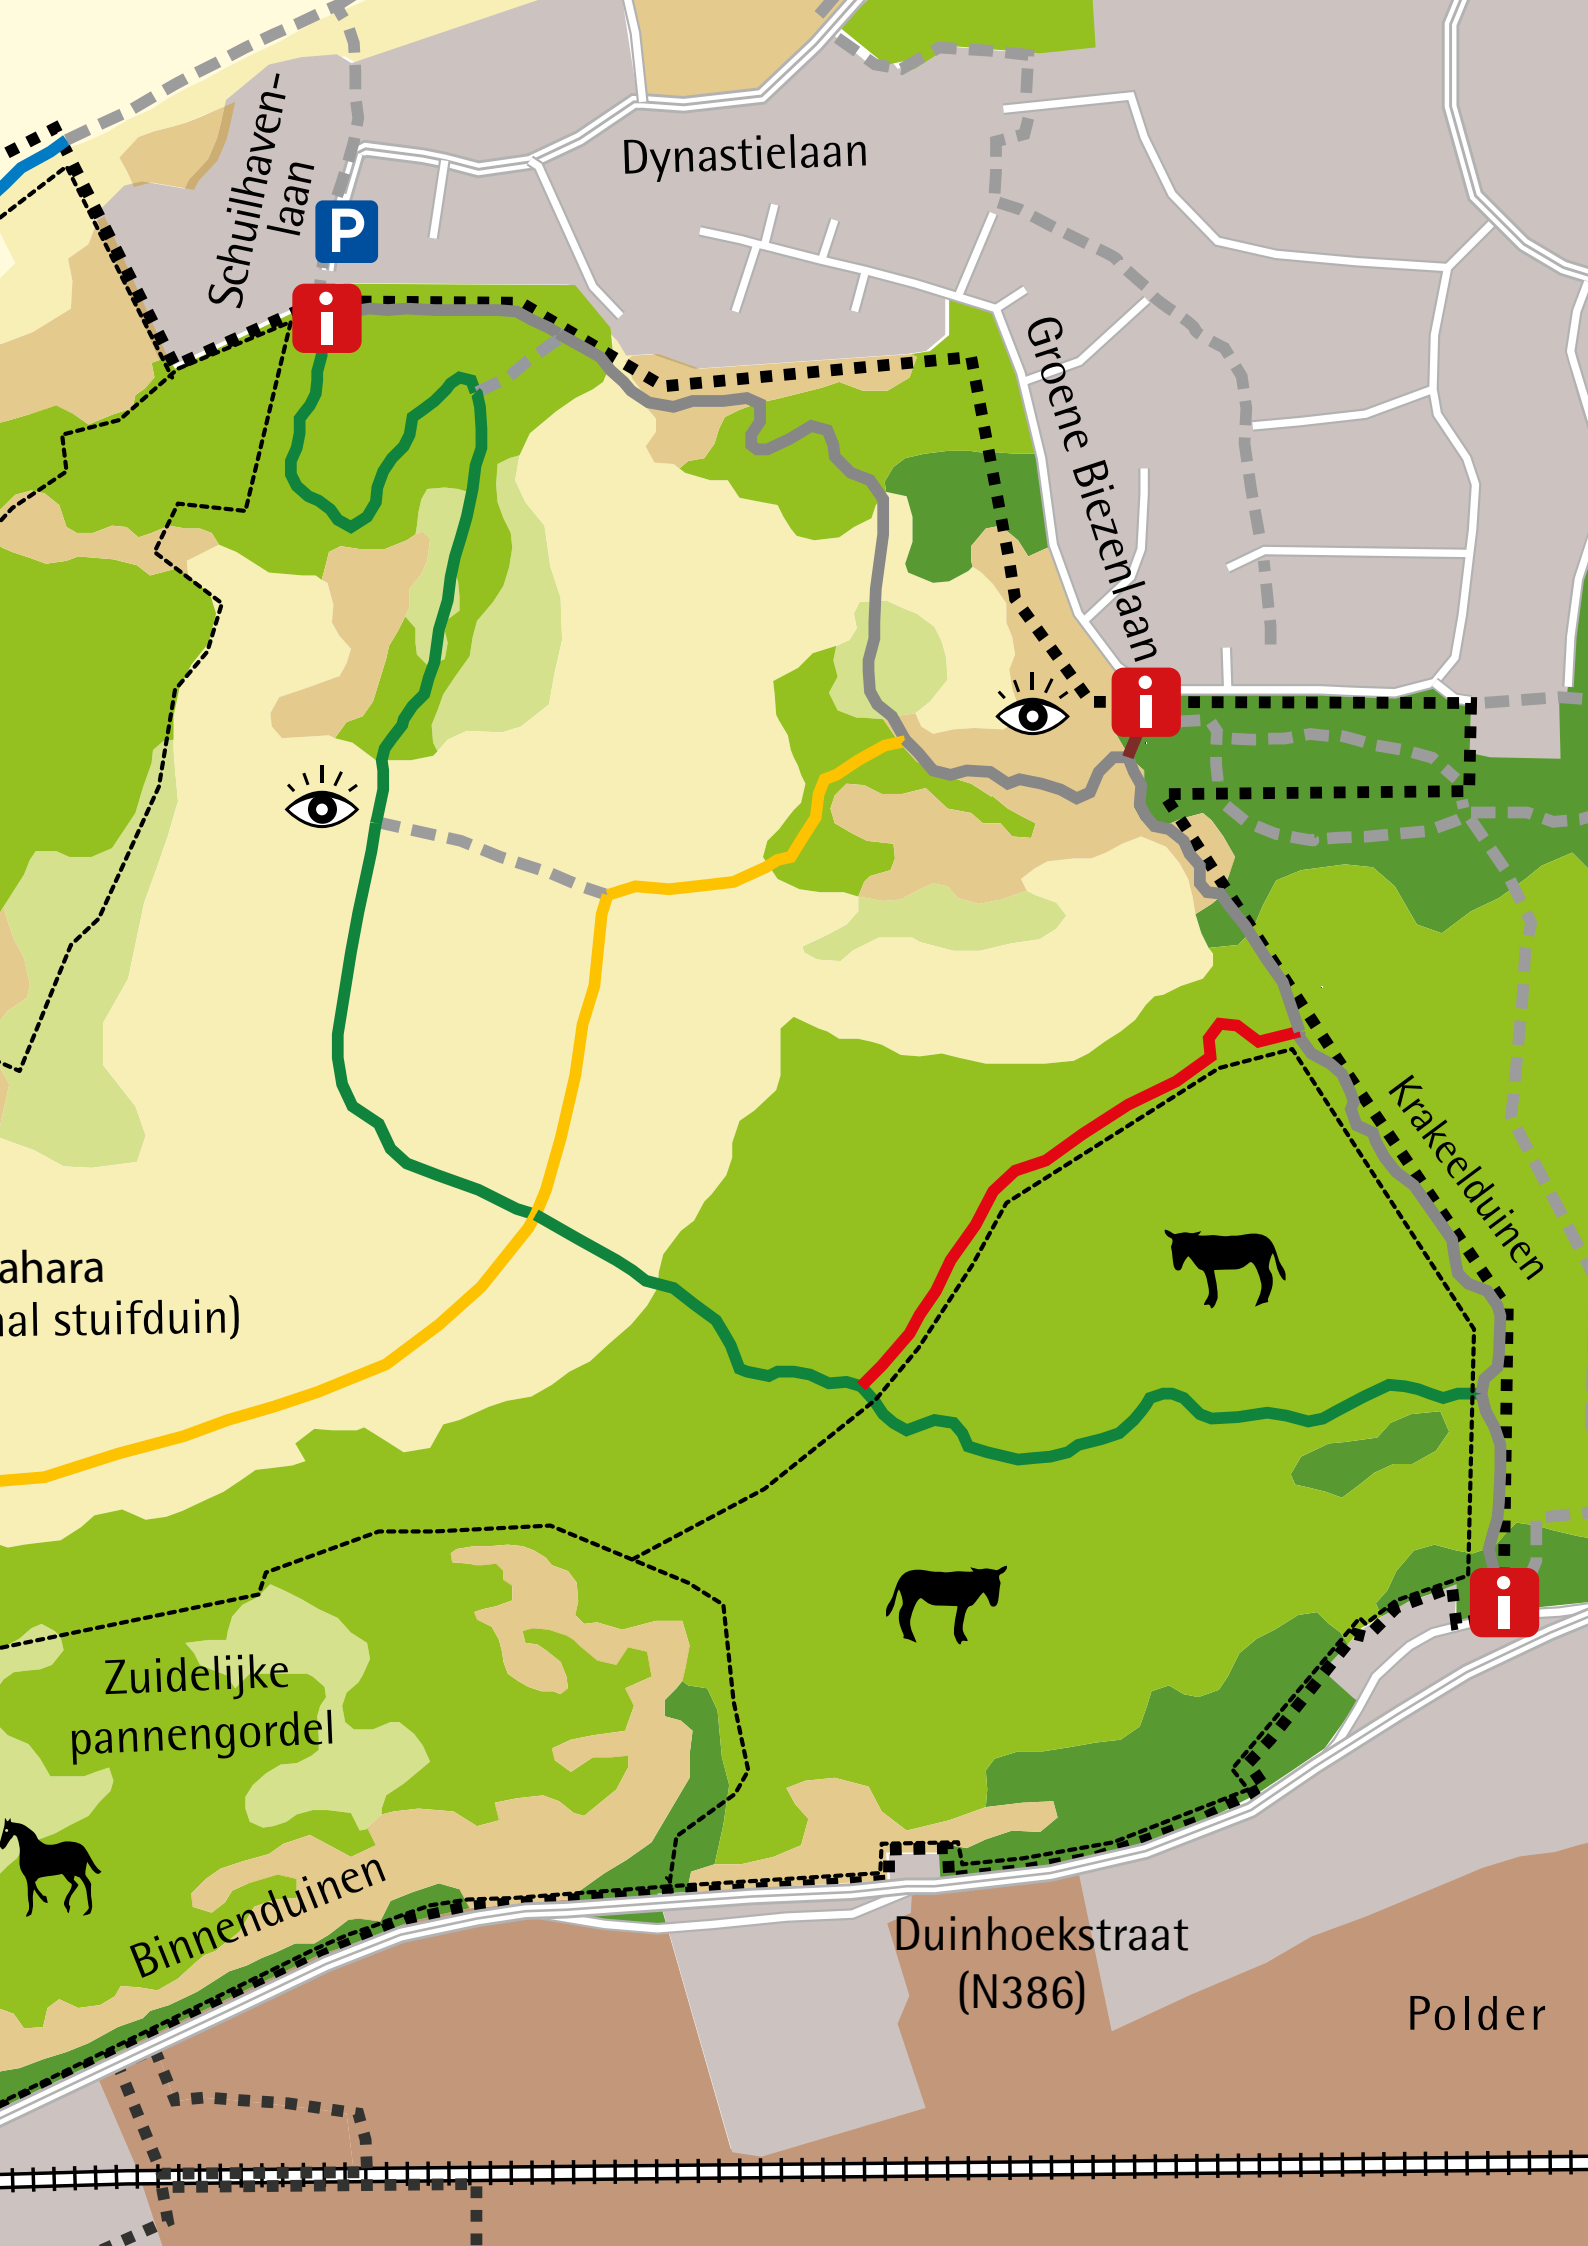 Dynastielaan
Schuilhaven-
laan
P
i
Groene Biezenlaan
i
Krakeelduinen
ahara
al stuifduin)
i
Zuidelijke
pannengordel
Binnenduinen
Duinhoekstraat
(N386)
Polder